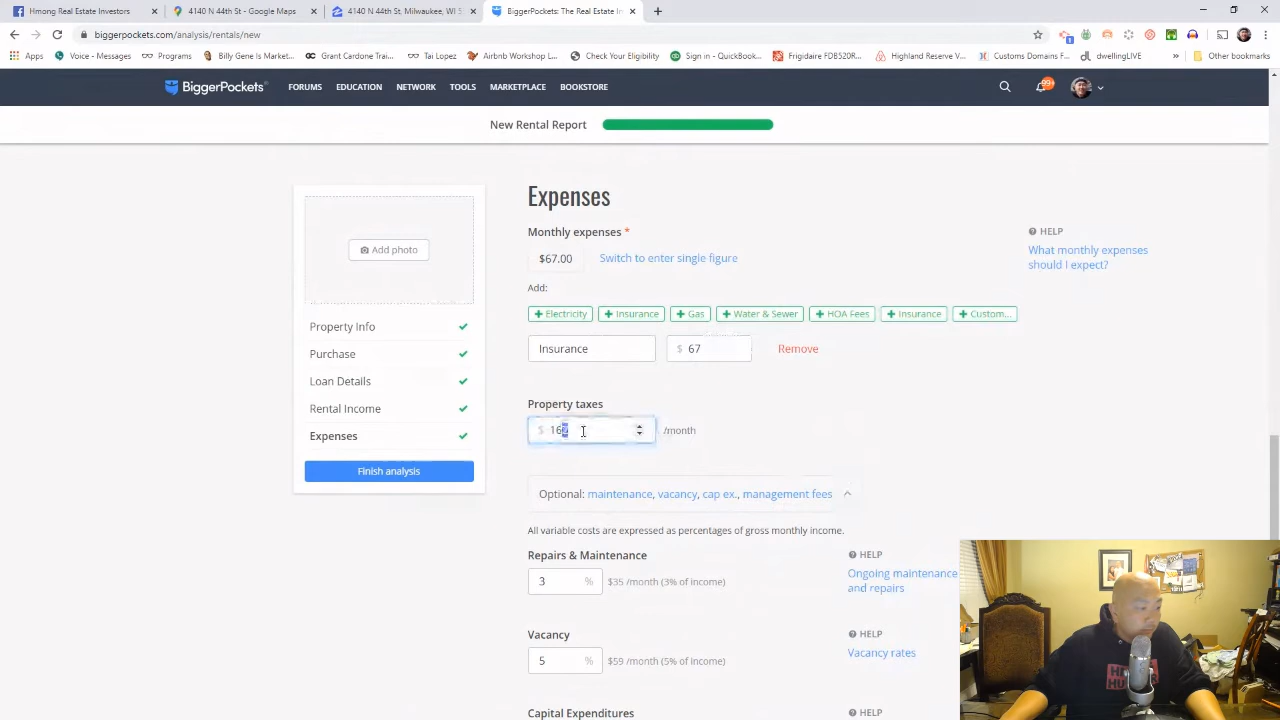 Hmong Real Estate Investors
4140 N 44th St - Google Maps
4140 N 44th St, Milwaukee, WI 5
BiggerPockets: The Real Estate In
biggerpockets.com/analysis/rentals/new
Apps
Voice - Messages
Programs
Billy Gene Is Market...
Grant Cardone Trai...
Tai Lopez
Airbnb Workshop L...
Check Your Eligibility
Sign in - QuickBook...
Frigidaire FDB520R...
Highland Reserve V...
Customs Domains F...
dwellingLIVE
»
Other bookmarks
BiggerPockets
FORUMS
EDUCATION
NETWORK
TOOLS
MARKETPLACE
BOOKSTORE
99+
New Rental Report
Add photo
Property Info
Purchase
Loan Details
Rental Income
Expenses
Finish analysis
Expenses
Monthly expenses *
$67.00
Switch to enter single figure
HELP
What monthly expenses
should I expect?
Add:
+ Electricity
+ Insurance
+ Gas
+ Water & Sewer
+ HOA Fees
+ Insurance
+ Custom...
Insurance
$ 67
Remove
Property taxes
$ 16
/month
Optional: maintenance, vacancy, cap ex., management fees
All variable costs are expressed as percentages of gross monthly income.
Repairs & Maintenance
3 %
$35 /month (3% of income)
HELP
Ongoing maintenance
and repairs
Vacancy
5 %
$59 /month (5% of income)
HELP
Vacancy rates
Capital Expenditures
HELP